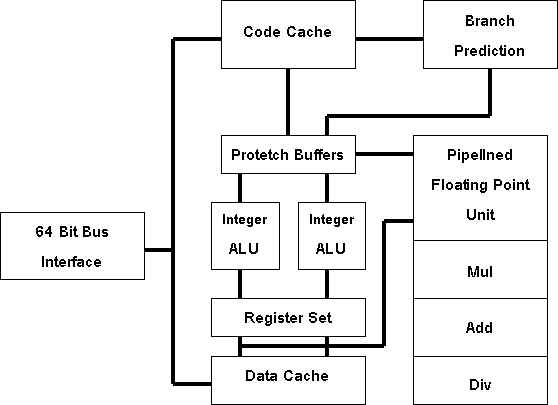 Code Cache
Branch
Prediction
Protetch Buffers
Pipellned
Floating Point
Unit
Integer
ALU
Integer
ALU
64 Bit Bus
Interface
Mul
Register Set
Add
Data Cache
Div